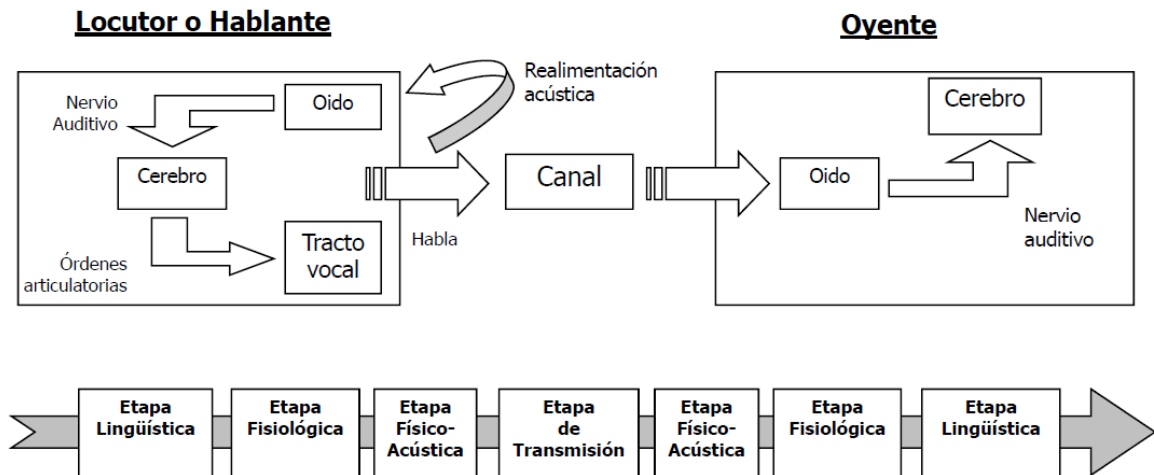 Locutor o Hablante
Oyente
Nervio
Auditivo
Oido
Realimentación
acústica
Cerebro
Cerebro
Canal
Oido
Habla
Tracto
vocal
Nervio
auditivo
Órdenes
articulatorias
Etapa
Lingüística
Etapa
Fisiológica
Etapa
Físico-
Acústica
Etapa
de
Transmisión
Etapa
Físico-
Acústica
Etapa
Fisiológica
Etapa
Lingüística